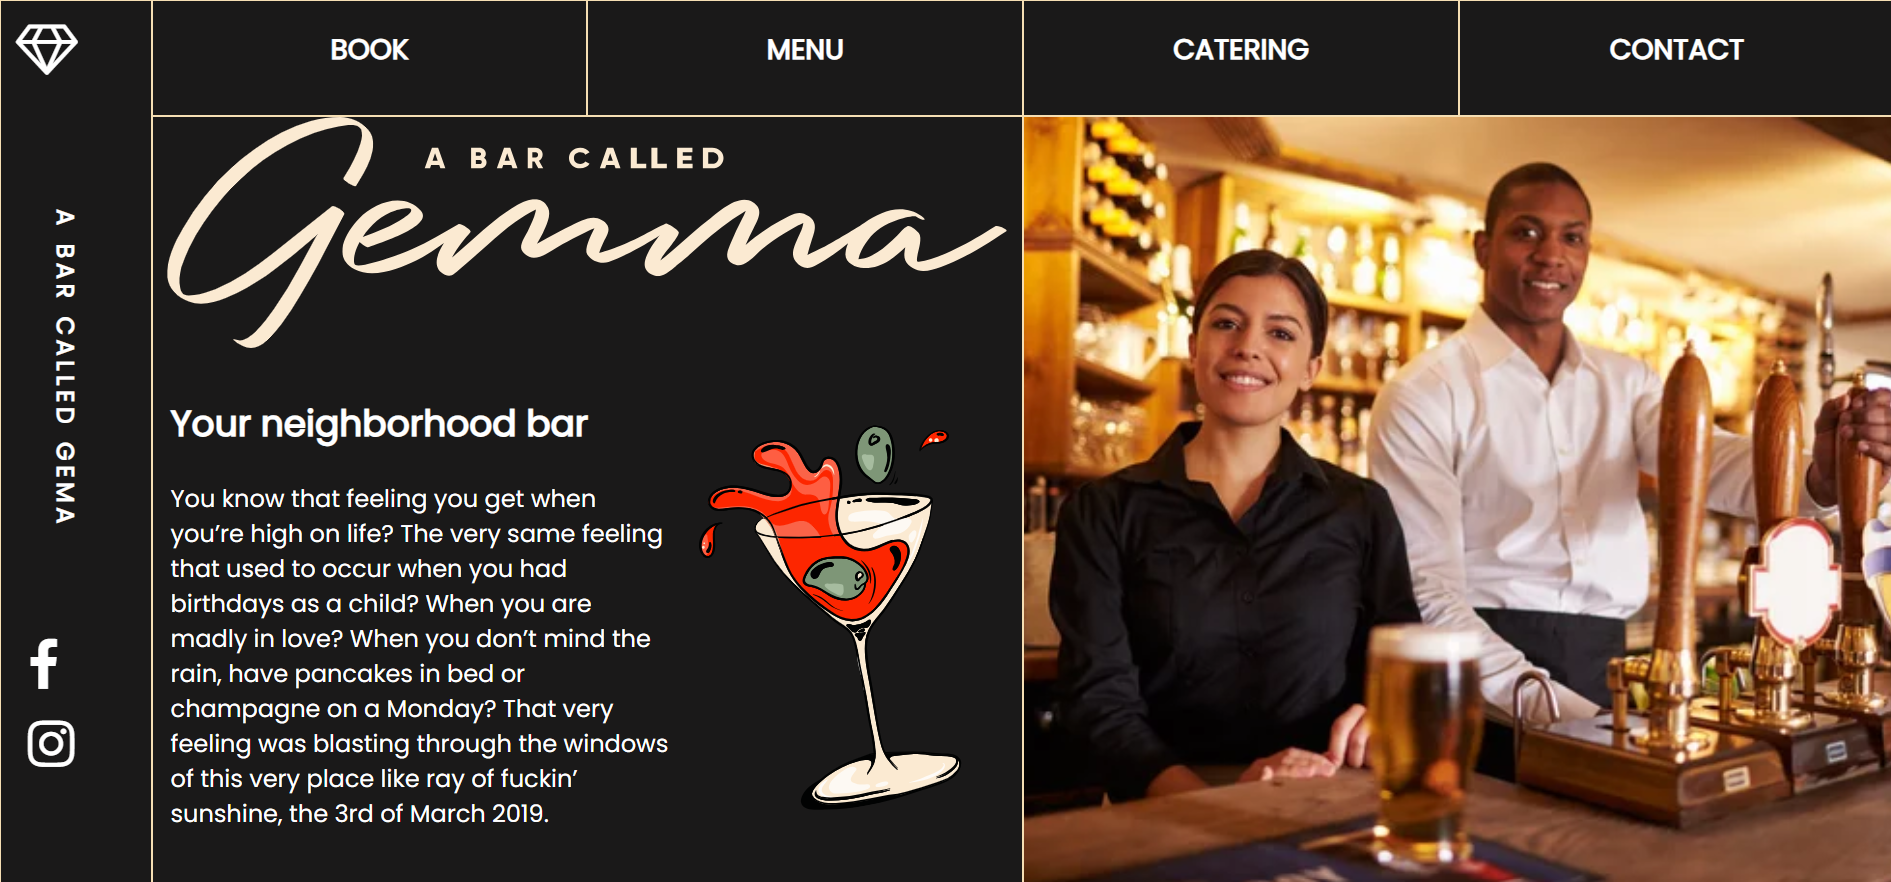 BOOK
MENU
CATERING
CONTACT
A BAR CALLED GEMA
A BAR CALLED
Gemma
Your neighborhood bar
You know that feeling you get when
you’re high on life? The very same feeling
that used to occur when you had
birthdays as a child? When you are
madly in love? When you don’t mind the
rain, have pancakes in bed or
champagne on a Monday? That very
feeling was blasting through the windows
of this very place like ray of fuckin’
sunshine, the 3rd of March 2019.